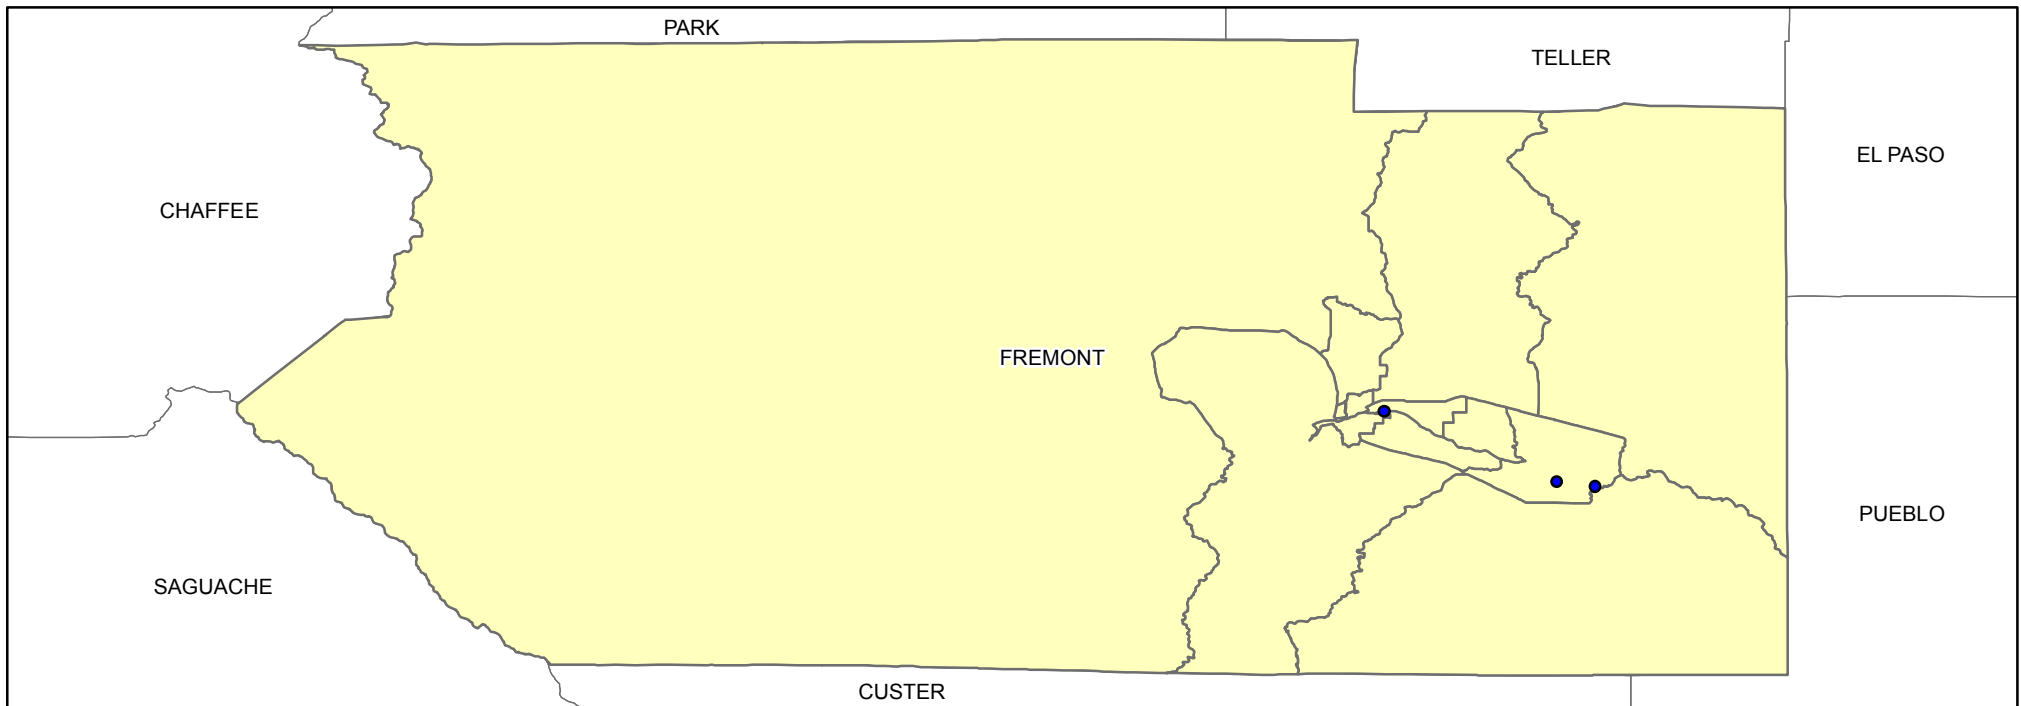 PARK
TELLER
EL PASO
CHAFFEE
FREMONT
PUEBLO
SAGUACHE
CUSTER